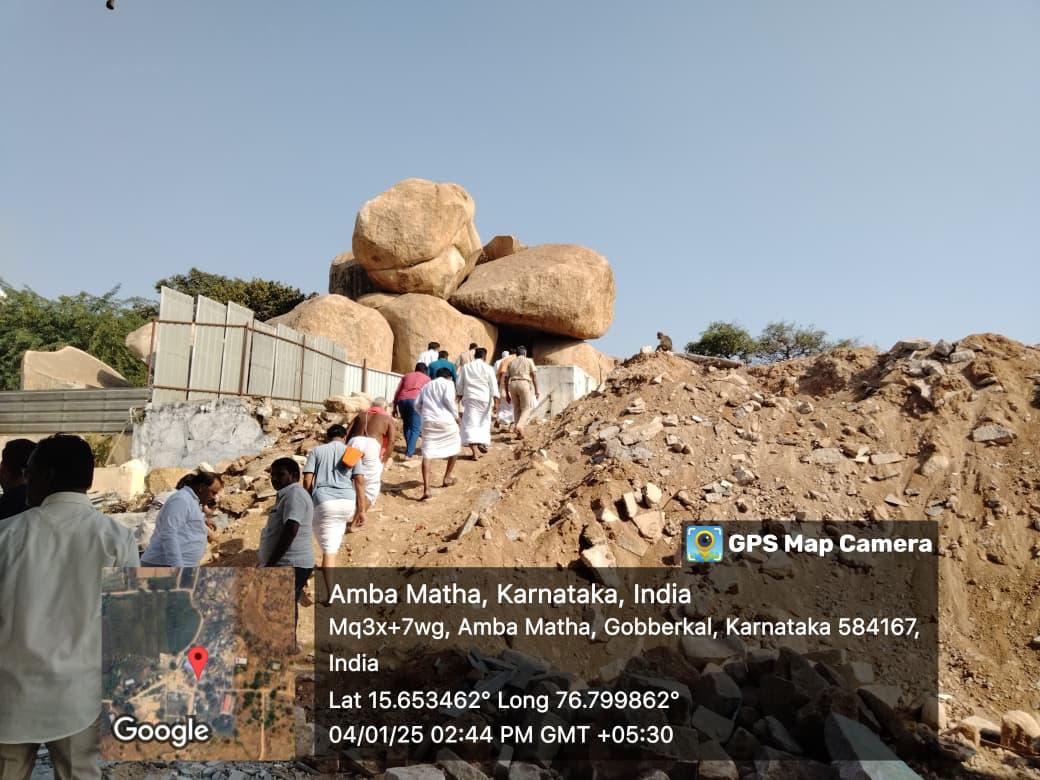 GPS Map Camera
Amba Matha, Karnataka, India
Mq3x+7wg, Amba Matha, Gobberkal, Karnataka 584167,
India
Lat 15.653462° Long 76.799862°
04/01/25 02:44 PM GMT +05:30
Google